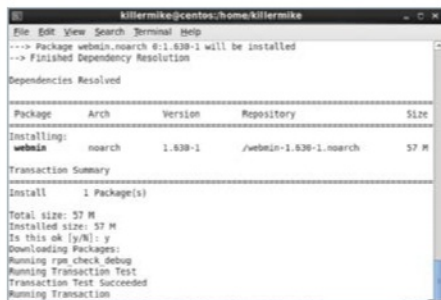 killermike@centos:/home/killermike
File Edit View Search Terminal Help
---> Package webmin.noarch 0:1.630-1 will be installed
--> Finished Dependency Resolution
Dependencies Resolved
Package Arch Version Repository Size
Installing:
webmin noarch 1.630-1 /webmin-1.630-1.noarch 57 M
Transaction Summary
Install 1 Package(s)
Total size: 57 M
Installed size: 57 M
Is this ok [y/N]: y
Downloading Packages:
Running rpm_check_debug
Running Transaction Test
Transaction Test Succeeded
Running Transaction